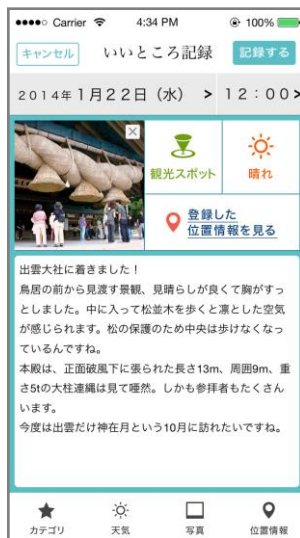 Carrier 4:34 PM 100%
キャンセル いいところ記録 記録する
2014年1月22日（水） > 12:00>
観光スポット
晴れ
登録した
位置情報を見る
出雲大社に着きました！
鳥居の前から見渡す景観、見晴らしが良くて胸がすっ
としました。中に入って松並木を歩くと凛とした空気
が感じられます。松の保護のため中央は歩けなくなっ
ているんですね。
本殿は、正面破風下に張られた長さ13m、周囲9m、重
さ5tの大柱連縄は見て唖然。しかも参拝者もたくさん
います。
今度は出雲だけ神在月という10月に訪れたいですね。
カテゴリ 天気 写真 位置情報